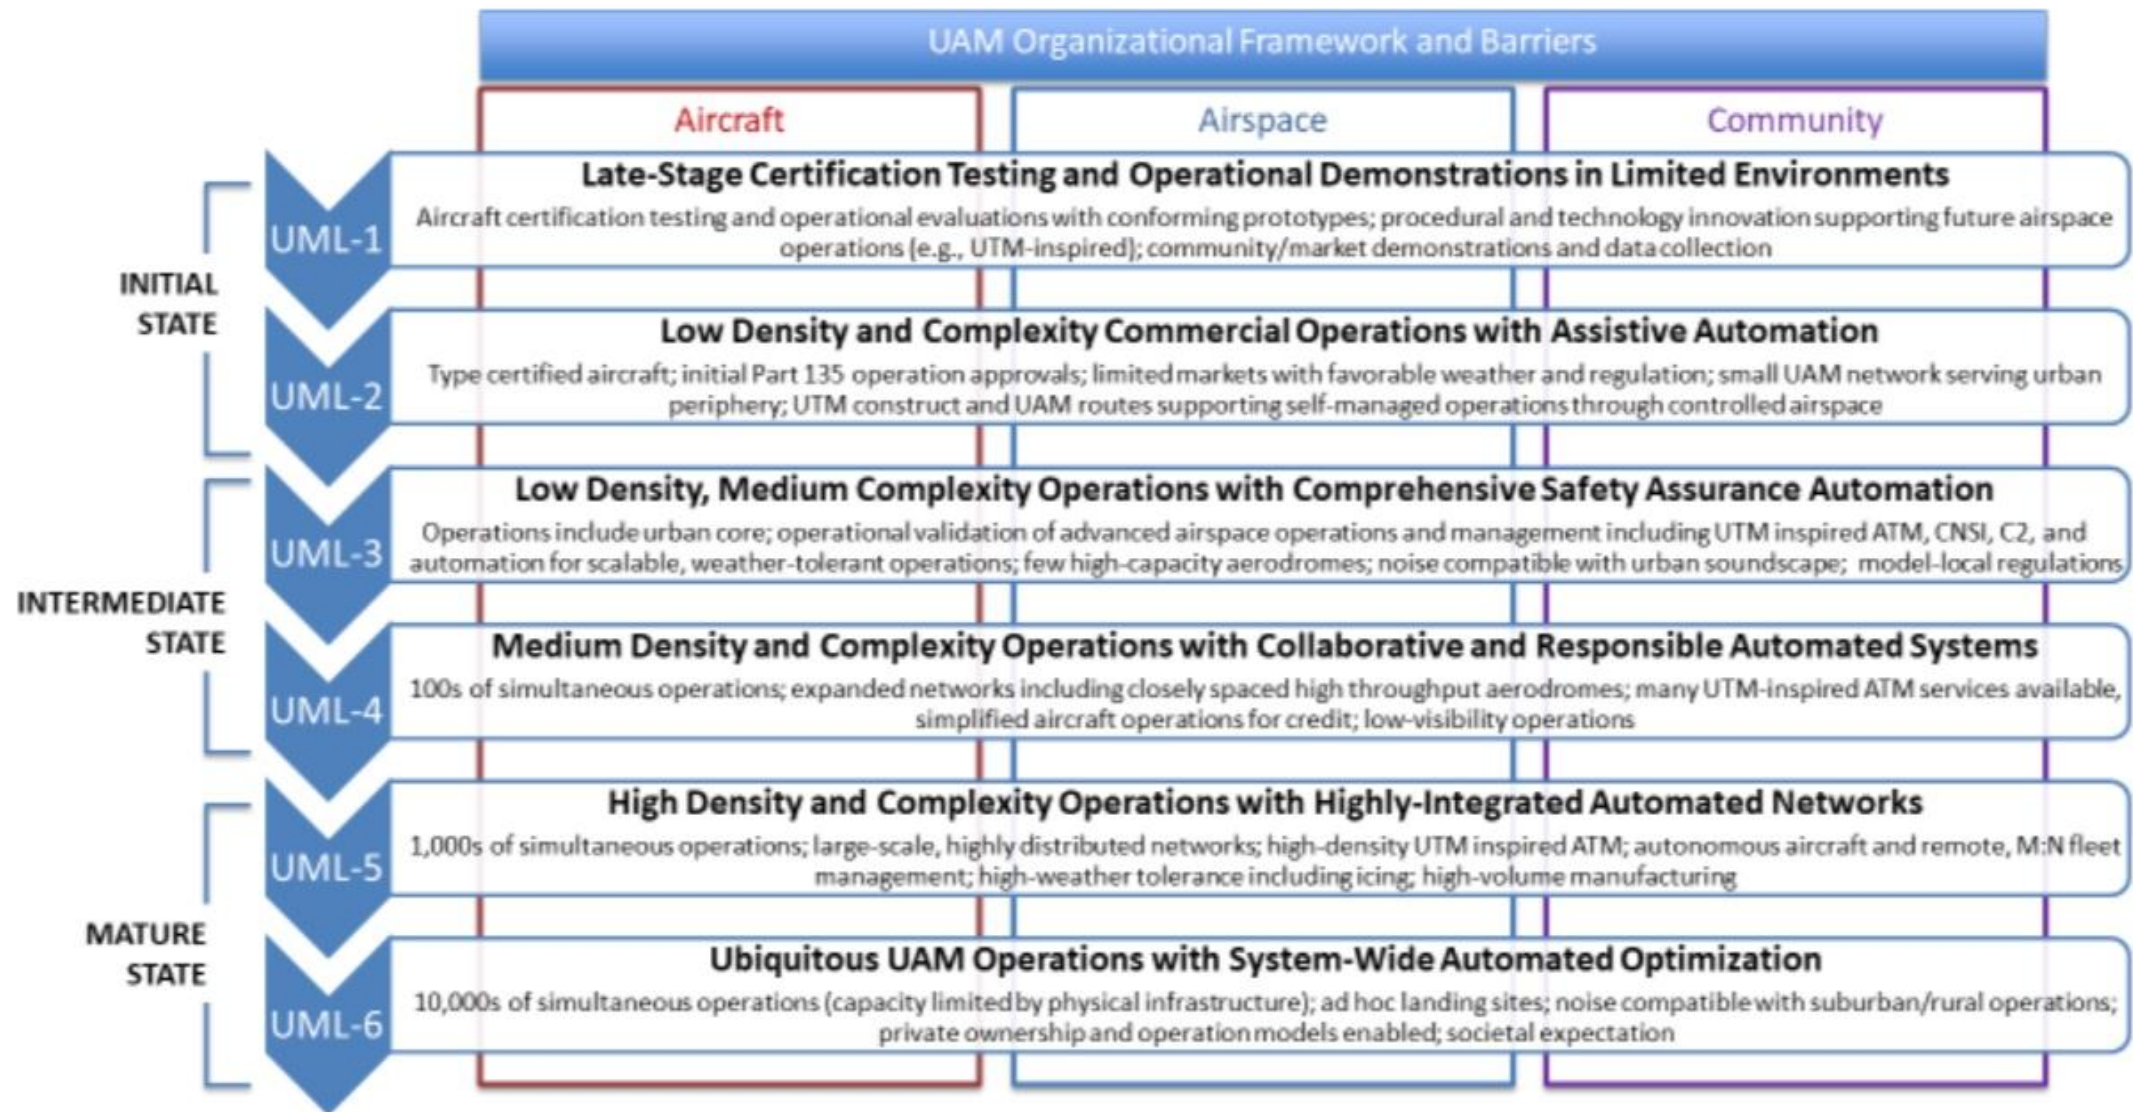 UAM Organizational Framework and Barriers
Aircraft
Airspace
Community
INITIAL
STATE
UML-1
Late-Stage Certification Testing and Operational Demonstrations in Limited Environments
Aircraft certification testing and operational evaluations with conforming prototypes; procedural and technology innovation supporting future airspace
operations (e.g., UTM-inspired); community/market demonstrations and data collection
UML-2
Low Density and Complexity Commercial Operations with Assistive Automation
Type certified aircraft; initial Part 135 operation approvals; limited markets with favorable weather and regulation; small UAM network serving urban
periphery; UTM construct and UAM routes supporting self-managed operations through controlled airspace
INTERMEDIATE
STATE
UML-3
Low Density, Medium Complexity Operations with Comprehensive Safety Assurance Automation
Operations include urban core; operational validation of advanced airspace operations and management including UTM inspired ATM, CNSI, C2, and
automation for scalable, weather-tolerant operations; few high-capacity aerodromes; noise compatible with urban soundscape; model-local regulations
UML-4
Medium Density and Complexity Operations with Collaborative and Responsible Automated Systems
100s of simultaneous operations; expanded networks including closely spaced high throughput aerodromes; many UTM-inspired ATM services available,
simplified aircraft operations for credit; low-visibility operations
MATURE
STATE
UML-5
High Density and Complexity Operations with Highly-Integrated Automated Networks
1,000s of simultaneous operations; large-scale, highly distributed networks; high-density UTM inspired ATM; autonomous aircraft and remote, M:N fleet
management; high-weather tolerance including icing; high-volume manufacturing
UML-6
Ubiquitous UAM Operations with System-Wide Automated Optimization
10,000s of simultaneous operations (capacity limited by physical infrastructure); ad hoc landing sites; noise compatible with suburban/rural operations;
private ownership and operation models enabled; societal expectation